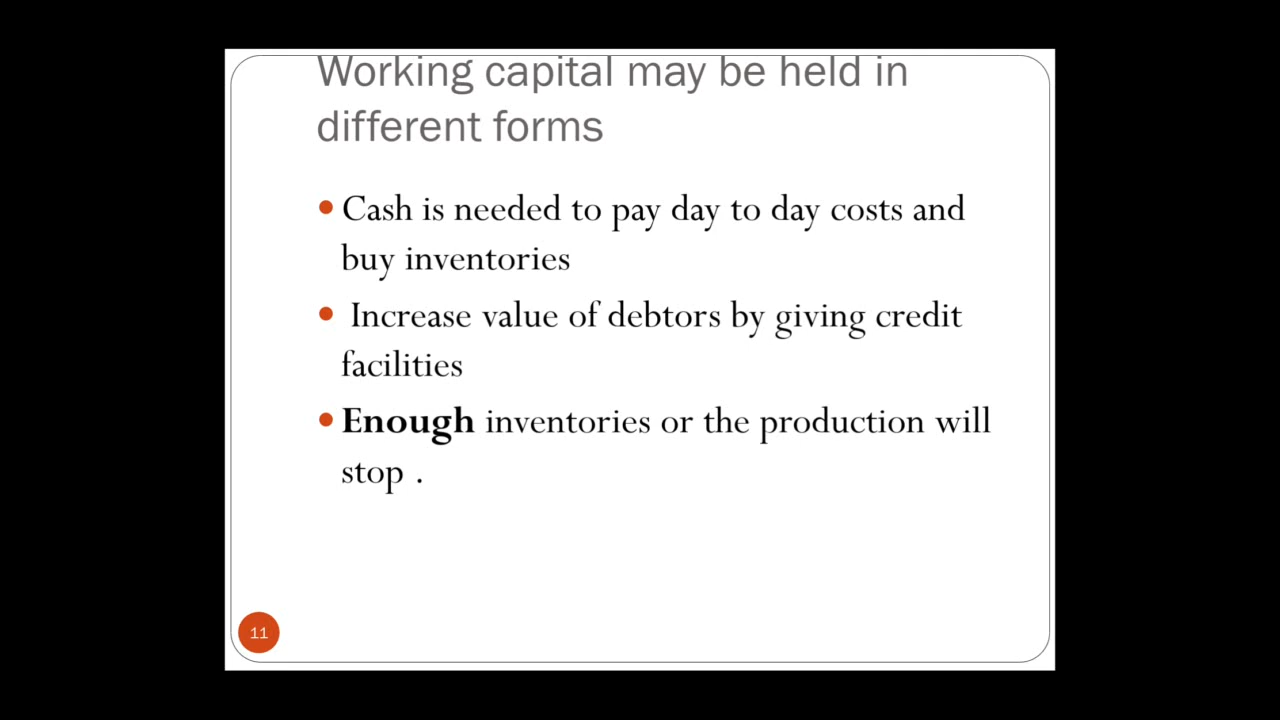 Working capital may be held in
different forms
• Cash is needed to pay day to day costs and
buy inventories
• Increase value of debtors by giving credit
facilities
• Enough inventories or the production will
stop .
11